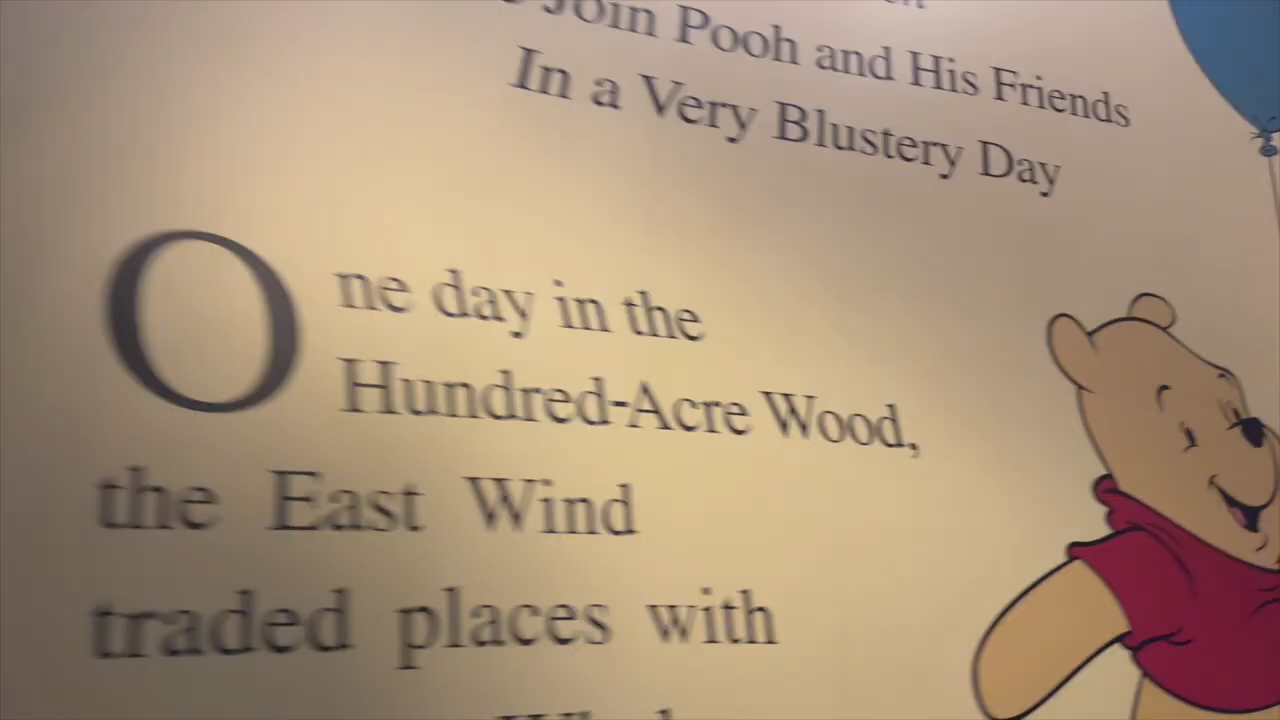 Join Pooh and His Friends
In a Very Blustery Day
One day in the
Hundred-Acre Wood,
the East Wind
traded places with